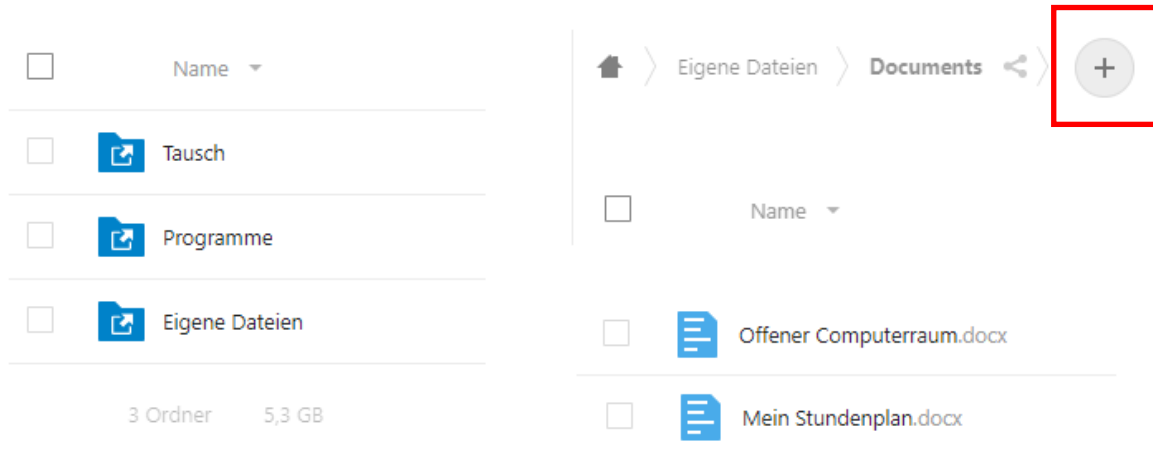 Name
Tausch
Programme
Eigene Dateien
3 Ordner 5,3 GB
Eigene Dateien Documents +
Name
Offener Computerraum.docx
Mein Stundenplan.docx